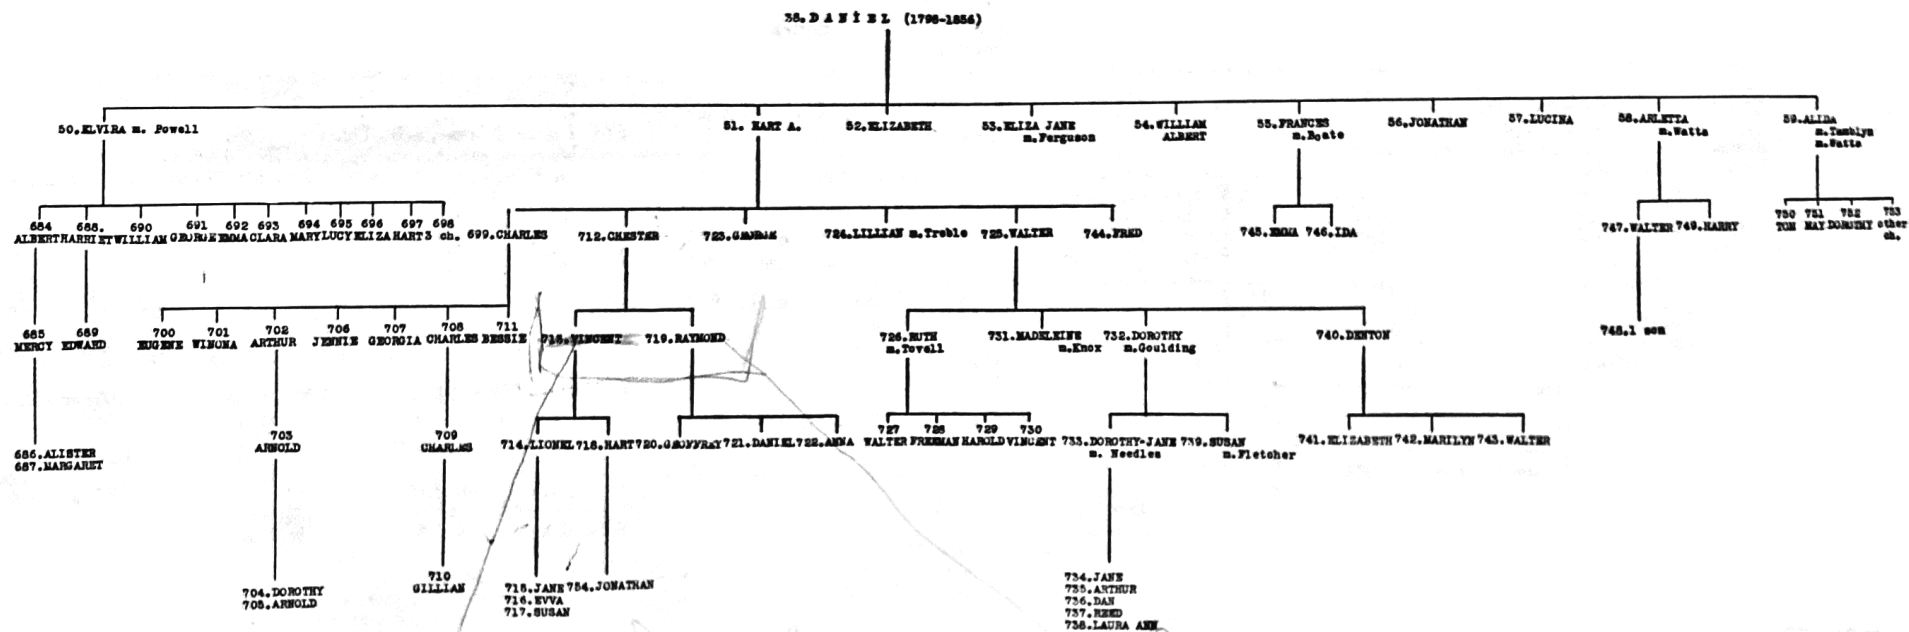 38. DANIEL (1798-1856)
50. ELVIRA m. Powell
51. HART A.
52. ELIZABETH
53. ELIZA JANE
m. Ferguson
54. WILLIAM
ALBERT
55. FRANCES
m. Boate
56. JONATHAN
57. LUCINA
58. ARLETTA
m. Watts
59. ALIDA
m. Tamblyn
m. Watts
684
ALBERT
688.
HARRIET
690
WILLIAM
691
GEORGE
692
EMMA
693
CLARA
694
MARY
695
LUCY
696
ELIZA
697
HART
698
3 ch.
699. CHARLES
712. CHESTER
723. GEORGE
724. LILLIAN m. Treble
725. WALTER
744. FRED
745. EMMA
746. IDA
747. WALTER
749. HARRY
750
TOM
751
MAY
752
DOROTHY
753
other
ch.
685
MERCY
689
EDWARD
700
EUGENE
701
WINONA
702
ARTHUR
706
JENNIE
707
GEORGIA
708
CHARLES
711
BESSIE
713. VINCENT
719. RAYMOND
726. RUTH
m. Tovell
731. MADELEINE
m. Knox
732. DOROTHY
m. Goulding
740. DENTON
748. 1 son
686. ALISTER
687. MARGARET
703
ARNOLD
709
CHARLES
714. LIONEL
718. HART
720. GEOFFREY
721. DANIEL
722. ANNA
727
WALTER
728
FREEMAN
729
HAROLD
730
VINCENT
733. DOROTHY-JANE
m. Needles
739. SUSAN
m. Fletcher
741. ELIZABETH
742. MARILYN
743. WALTER
704. DOROTHY
705. ARNOLD
710
GILLIAN
715. JANE
716. EVVA
717. SUSAN
754. JONATHAN
734. JANE
735. ARTHUR
736. DAN
737. REED
738. LAURA ANN